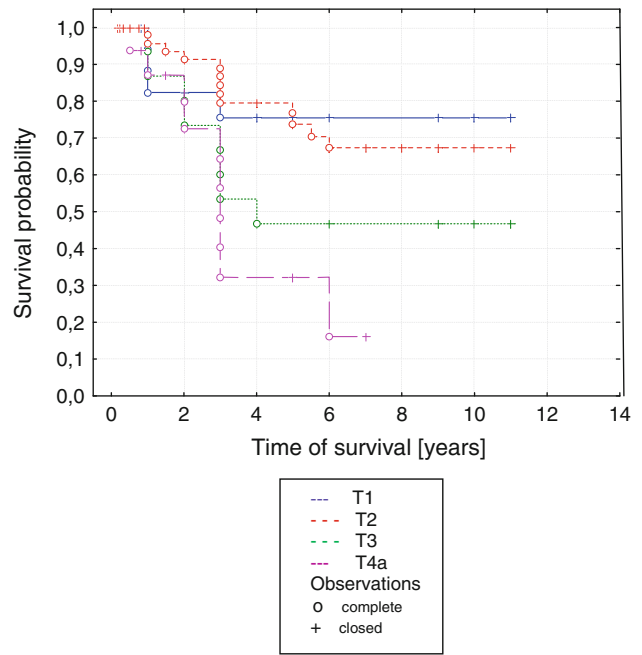 1,0
0,9
0,8
0,7
0,6
0,5
0,4
0,3
0,2
0,1
0,0
Survival probability
0 2 4 6 8 10 12 14
Time of survival [years]
T1
T2
T3
T4a
Observations
o complete
+ closed